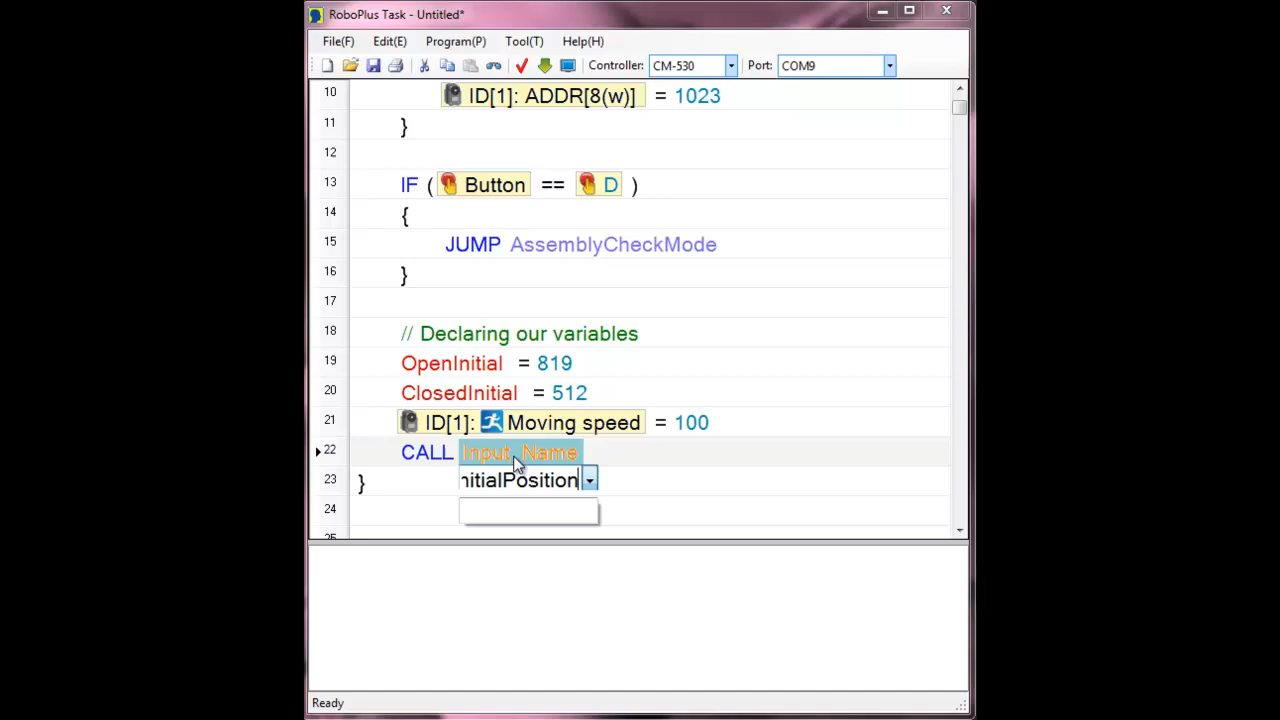 RoboPlus Task - Untitled*
File(F) Edit(E) Program(P) Tool(T) Help(H)
Controller: CM-530 Port: COM9
10 ID[1]: ADDR[8(w)] = 1023
11 }
12
13 IF ( Button == D )
14 {
15 JUMP AssemblyCheckMode
16 }
17
18 // Declaring our variables
19 OpenInitial = 819
20 ClosedInitial = 512
21 ID[1]: Moving speed = 100
22 CALL Input_Name
23 } nitialPosition
24
25
Ready